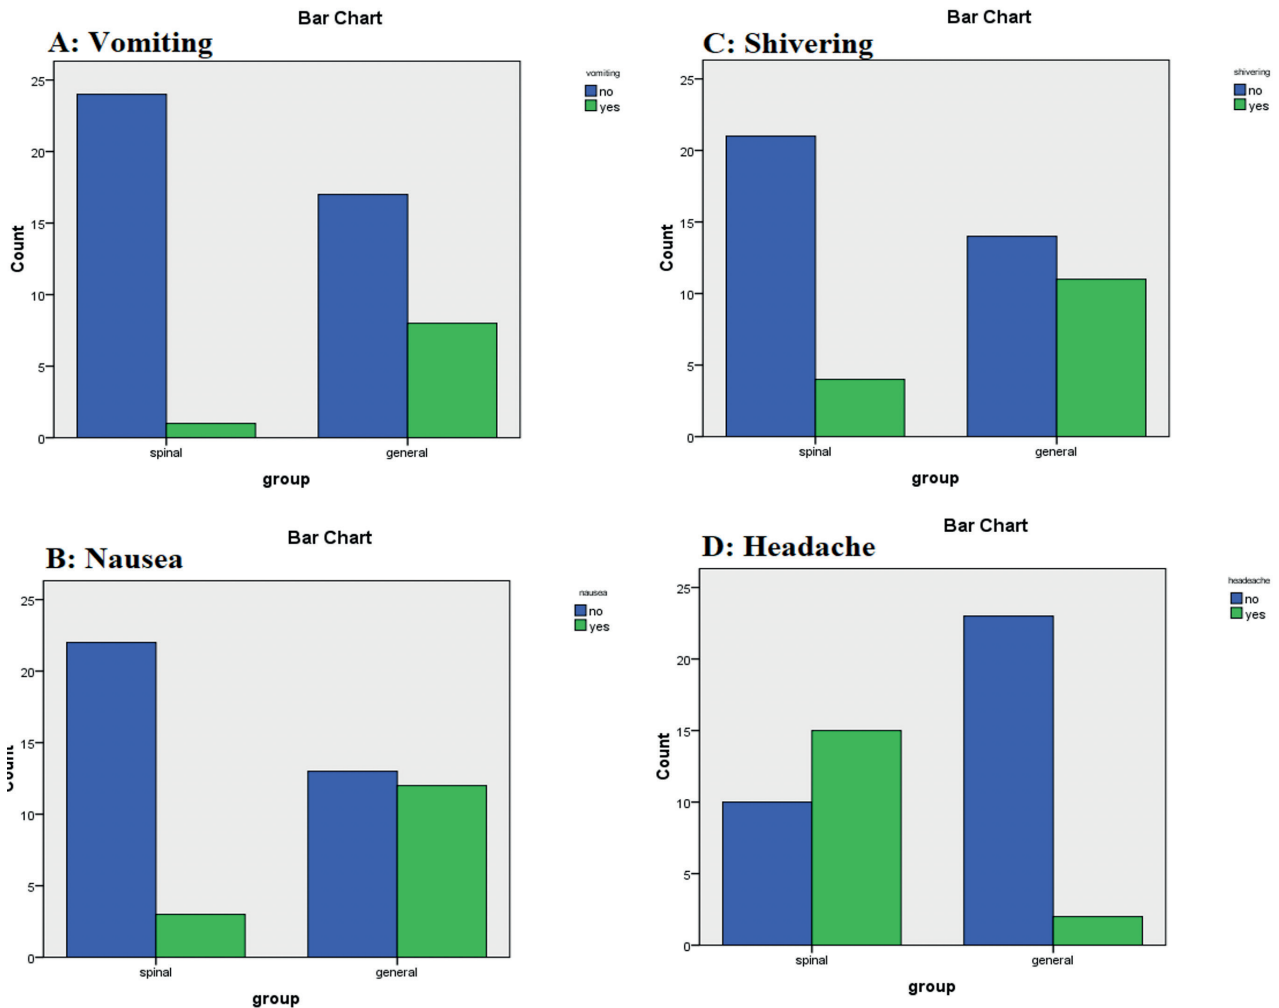 Bar Chart
A: Vomiting
vomiting
no
yes
25
20
15
10
5
0
Count
spinal
general
group
Bar Chart
C: Shivering
shivering
no
yes
25
20
15
10
5
0
Count
spinal
general
group
Bar Chart
B: Nausea
nausea
no
yes
25
20
15
10
5
0
Count
spinal
general
group
Bar Chart
D: Headache
headeache
no
yes
25
20
15
10
5
0
Count
spinal
general
group